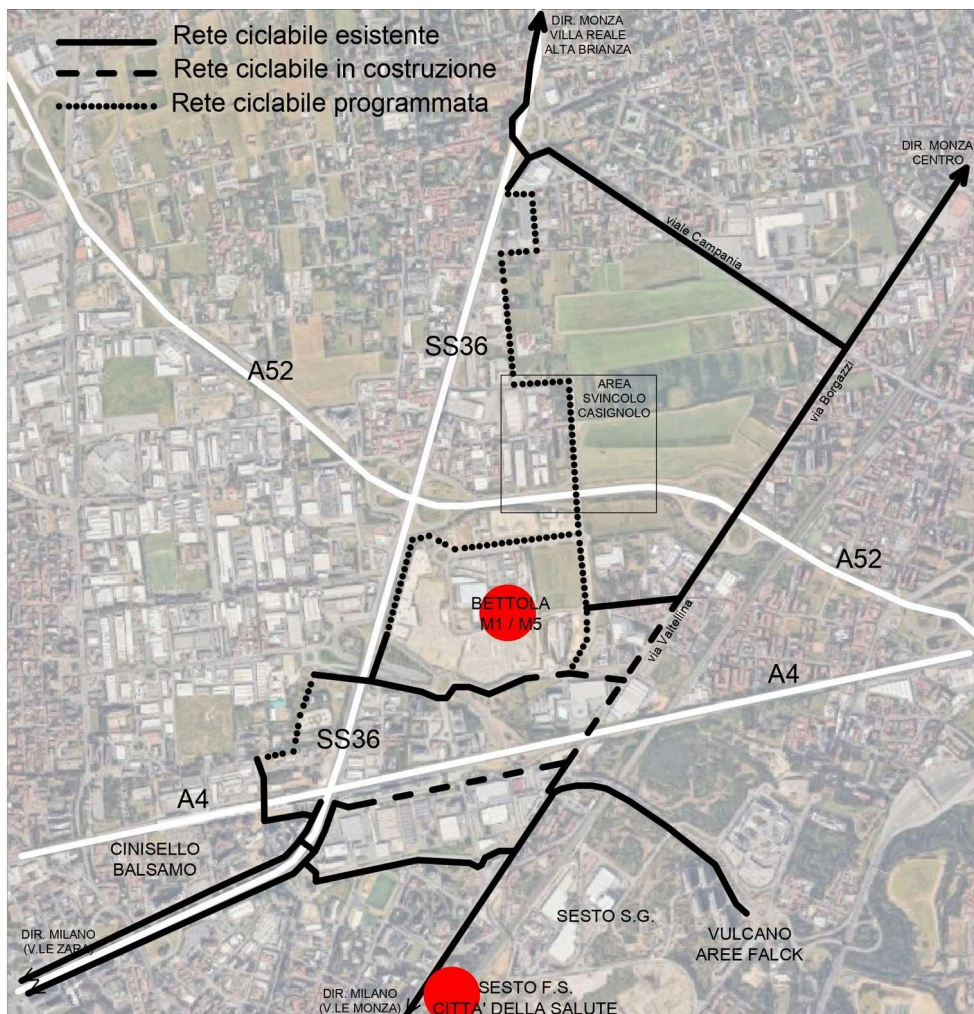 Rete ciclabile esistente
Rete ciclabile in costruzione
Rete ciclabile programmata
DIR. MONZA
VILLA REALE
ALTA BRIANZA
DIR. MONZA
CENTRO
viale Campania
SS36
A52
AREA
SVINCOLO
CASIGNOLO
via Borgazzi
A52
BETTOLA
M1 / M5
via Valtellina
A4
SS36
A4
CINISELLO
BALSAMO
SESTO S.G.
VULCANO
AREE FALCK
DIR. MILANO
(V.LE ZARA)
DIR. MILANO
(V.LE MONZA)
SESTO F.S.
CITTA' DELLA SALUTE